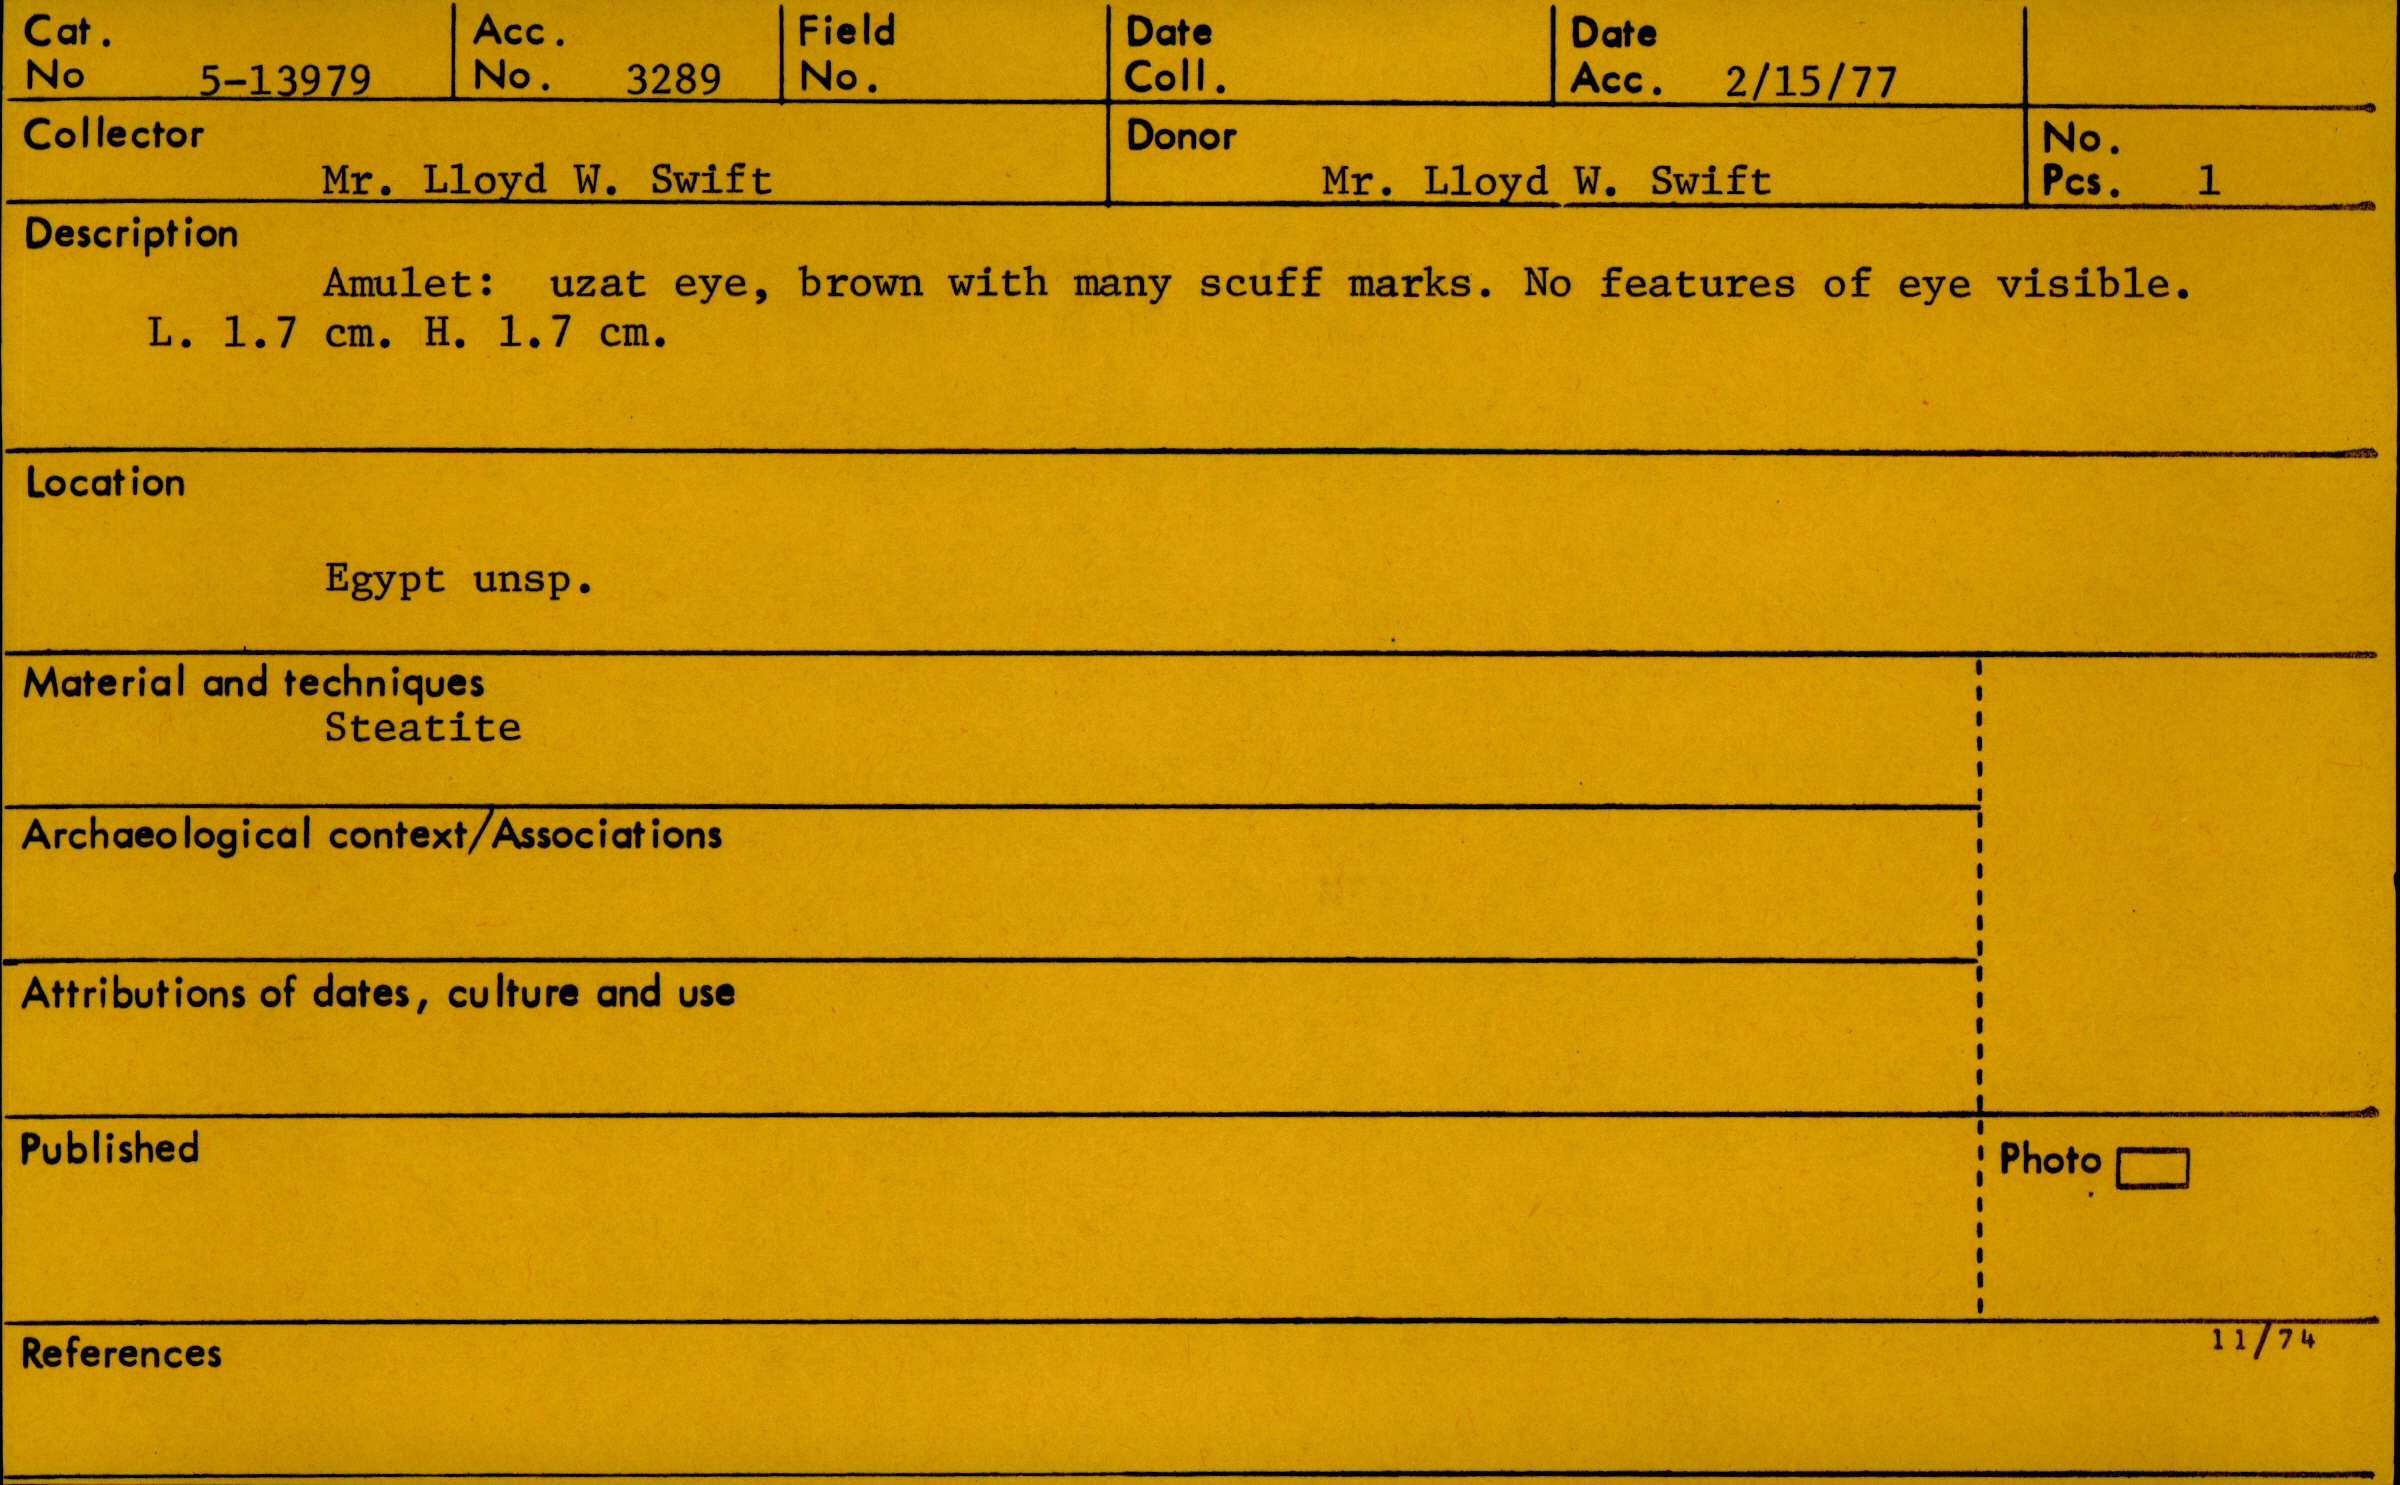 Cat. No 5-13979
Acc. No. 3289
Field No.
Date Coll.
Date Acc. 2/15/77
Collector
Mr. Lloyd W. Swift
Donor
Mr. Lloyd W. Swift
No. Pcs. 1
Description
Amulet: uzat eye, brown with many scuff marks. No features of eye visible.
L. 1.7 cm. H. 1.7 cm.
Location
Egypt unsp.
Material and techniques
Steatite
Archaeological context/Associations
Attributions of dates, culture and use
Published
Photo
References
11/74